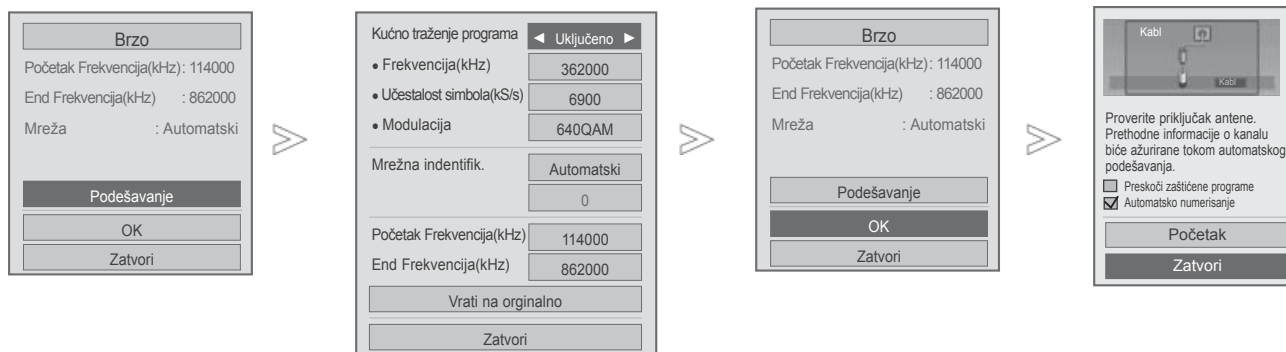 Brzo
Početak Frekvencija(kHz) : 114000
End Frekvencija(kHz) : 862000
Mreža : Automatski
Podešavanje
OK
Zatvori
Kućno traženje programa ◄ Uključeno ►
• Frekvencija(kHz) 362000
• Učestalost simbola(kS/s) 6900
• Modulacija 640QAM
Mrežna indentifik. Automatski
0
Početak Frekvencija(kHz) 114000
End Frekvencija(kHz) 862000
Vrati na orginalno
Zatvori
Brzo
Početak Frekvencija(kHz) : 114000
End Frekvencija(kHz) : 862000
Mreža : Automatski
Podešavanje
OK
Zatvori
Kabl
Kabl
Proverite priključak antene.
Prethodne informacije o kanalu
biće ažurirane tokom automatskog
podešavanja.
Preskoči zaštićene programe
Automatsko numerisanje
Početak
Zatvori